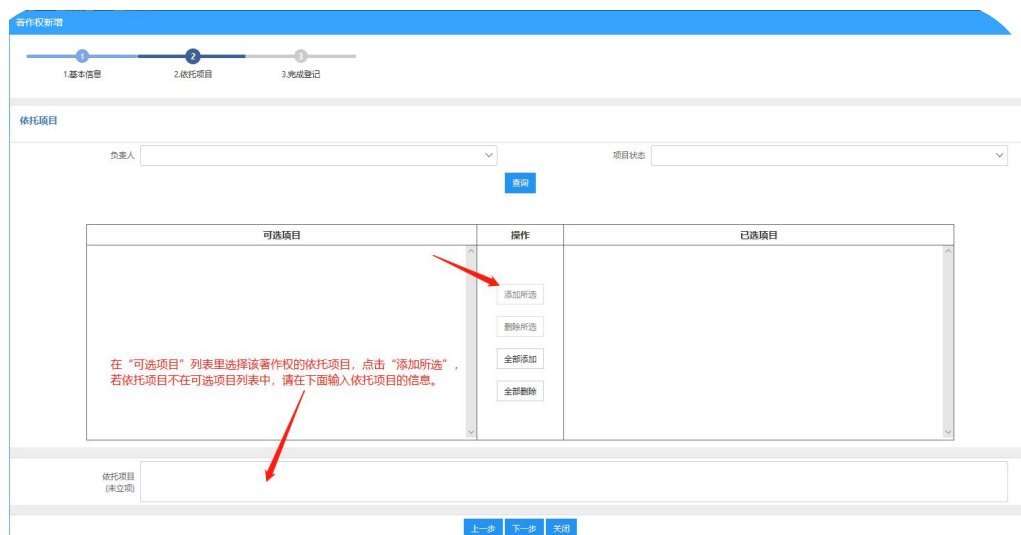 著作权新增
1 2 3
1.基本信息 2.依托项目 3.完成登记
依托项目
负责人 项目状态
查询
可选项目 操作 已选项目
添加所选
删除所选
全部添加
全部删除
在“可选项目”列表里选择该著作权的依托项目，点击“添加所选”，
若依托项目不在可选项目列表中，请在下面输入依托项目的信息。
依托项目
(未立项)
上一步 下一步 关闭